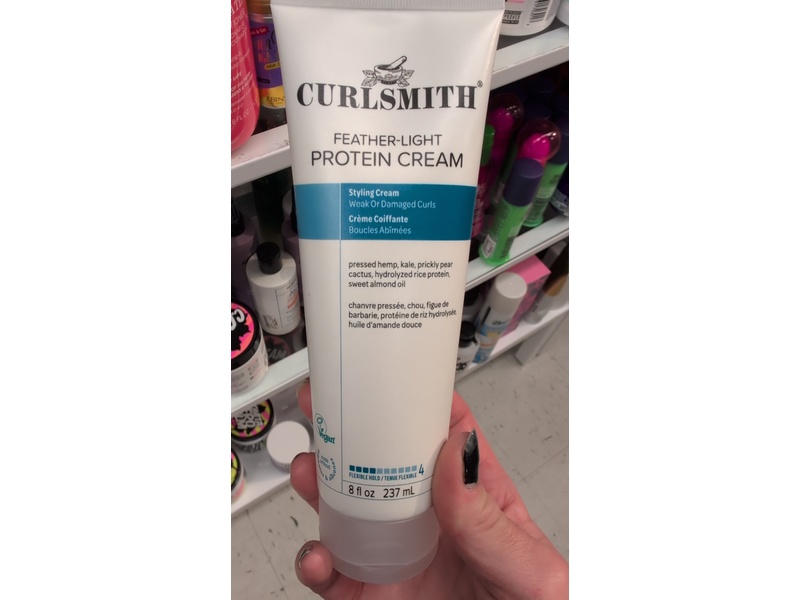 CURLSMITH®
FEATHER-LIGHT
PROTEIN CREAM
Styling Cream
Weak Or Damaged Curls
Crème Coiffante
Boucles Abîmées
pressed hemp, kale, prickly pear
cactus, hydrolyzed rice protein,
sweet almond oil
chanvre pressée, chou, figue de
barbarie, protéine de riz hydrolysée,
huile d'amande douce
Vegan
4
FLEXIBLE HOLD / TENUE FLEXIBLE
8 fl oz 237 mL